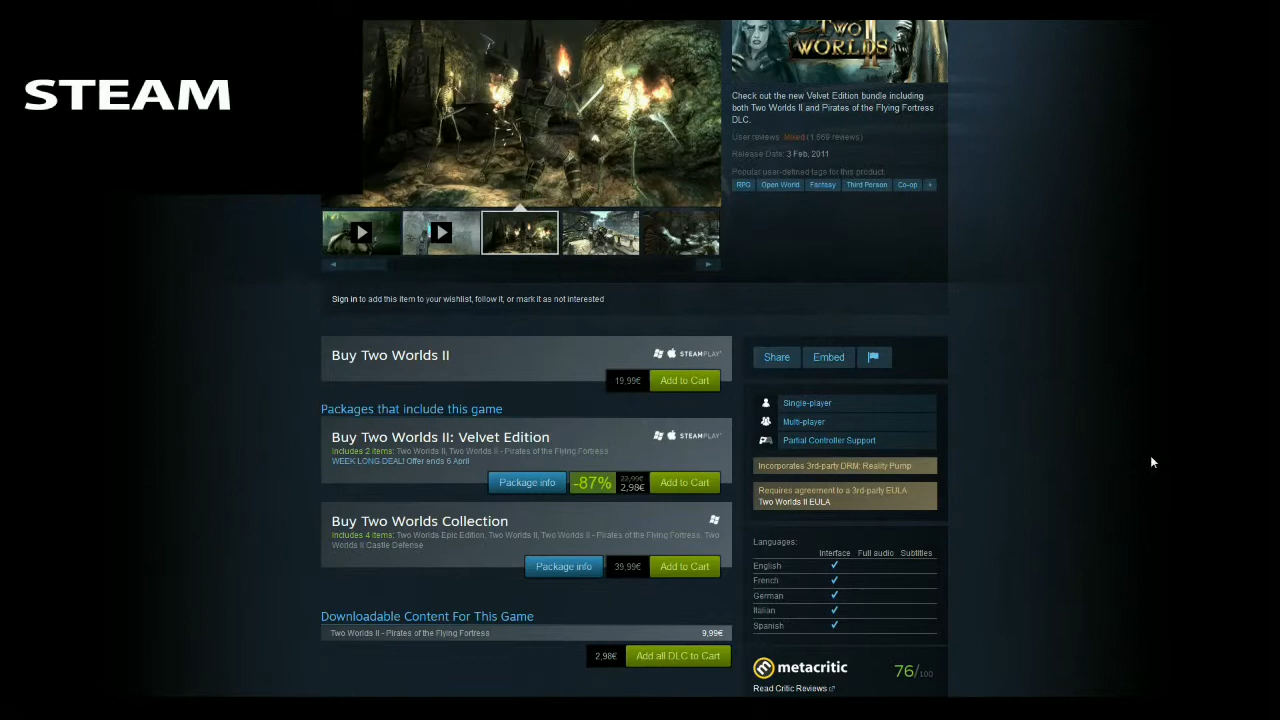 STEAM
TWO
WORLDS
II
Check out the new Velvet Edition bundle including
both Two Worlds II and Pirates of the Flying Fortress
DLC.
User reviews: Mixed (1,669 reviews)
Release Date: 3 Feb, 2011
Popular user-defined tags for this product:
RPG Open World Fantasy Third Person Co-op +
Sign in to add this item to your wishlist, follow it, or mark it as not interested
Buy Two Worlds II
STEAMPLAY
19,99€ Add to Cart
Packages that include this game
Buy Two Worlds II: Velvet Edition
STEAMPLAY
Includes 2 items: Two Worlds II, Two Worlds II - Pirates of the Flying Fortress
WEEK LONG DEAL! Offer ends 6 April
Package info -87% 22,99€ 2,98€ Add to Cart
Buy Two Worlds Collection
Includes 4 items: Two Worlds Epic Edition, Two Worlds II, Two Worlds II - Pirates of the Flying Fortress, Two
Worlds II Castle Defense
Package info 39,99€ Add to Cart
Downloadable Content For This Game
Two Worlds II - Pirates of the Flying Fortress 9,99€
2,98€ Add all DLC to Cart
Share Embed
Single-player
Multi-player
Partial Controller Support
Incorporates 3rd-party DRM: Reality Pump
Requires agreement to a 3rd-party EULA
Two Worlds II EULA
Languages:
Interface Full audio Subtitles
English ✔
French ✔
German ✔
Italian ✔
Spanish ✔
metacritic 76/100
Read Critic Reviews